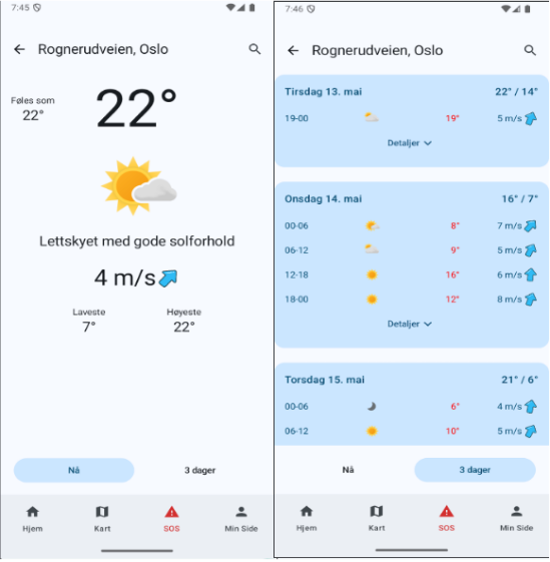 7:45
Rognerudveien, Oslo
Føles som
22°
22°
Lettskyet med gode solforhold
4 m/s
Laveste
7°
Høyeste
22°
Nå
3 dager
Hjem
Kart
SOS
Min Side
7:46
Rognerudveien, Oslo
Tirsdag 13. mai 22° / 14°
19-00 19° 5 m/s
Detaljer
Onsdag 14. mai 16° / 7°
00-06 8° 7 m/s
06-12 9° 5 m/s
12-18 16° 6 m/s
18-00 12° 8 m/s
Detaljer
Torsdag 15. mai 21° / 6°
00-06 6° 4 m/s
06-12 10° 5 m/s
Nå
3 dager
Hjem
Kart
SOS
Min Side